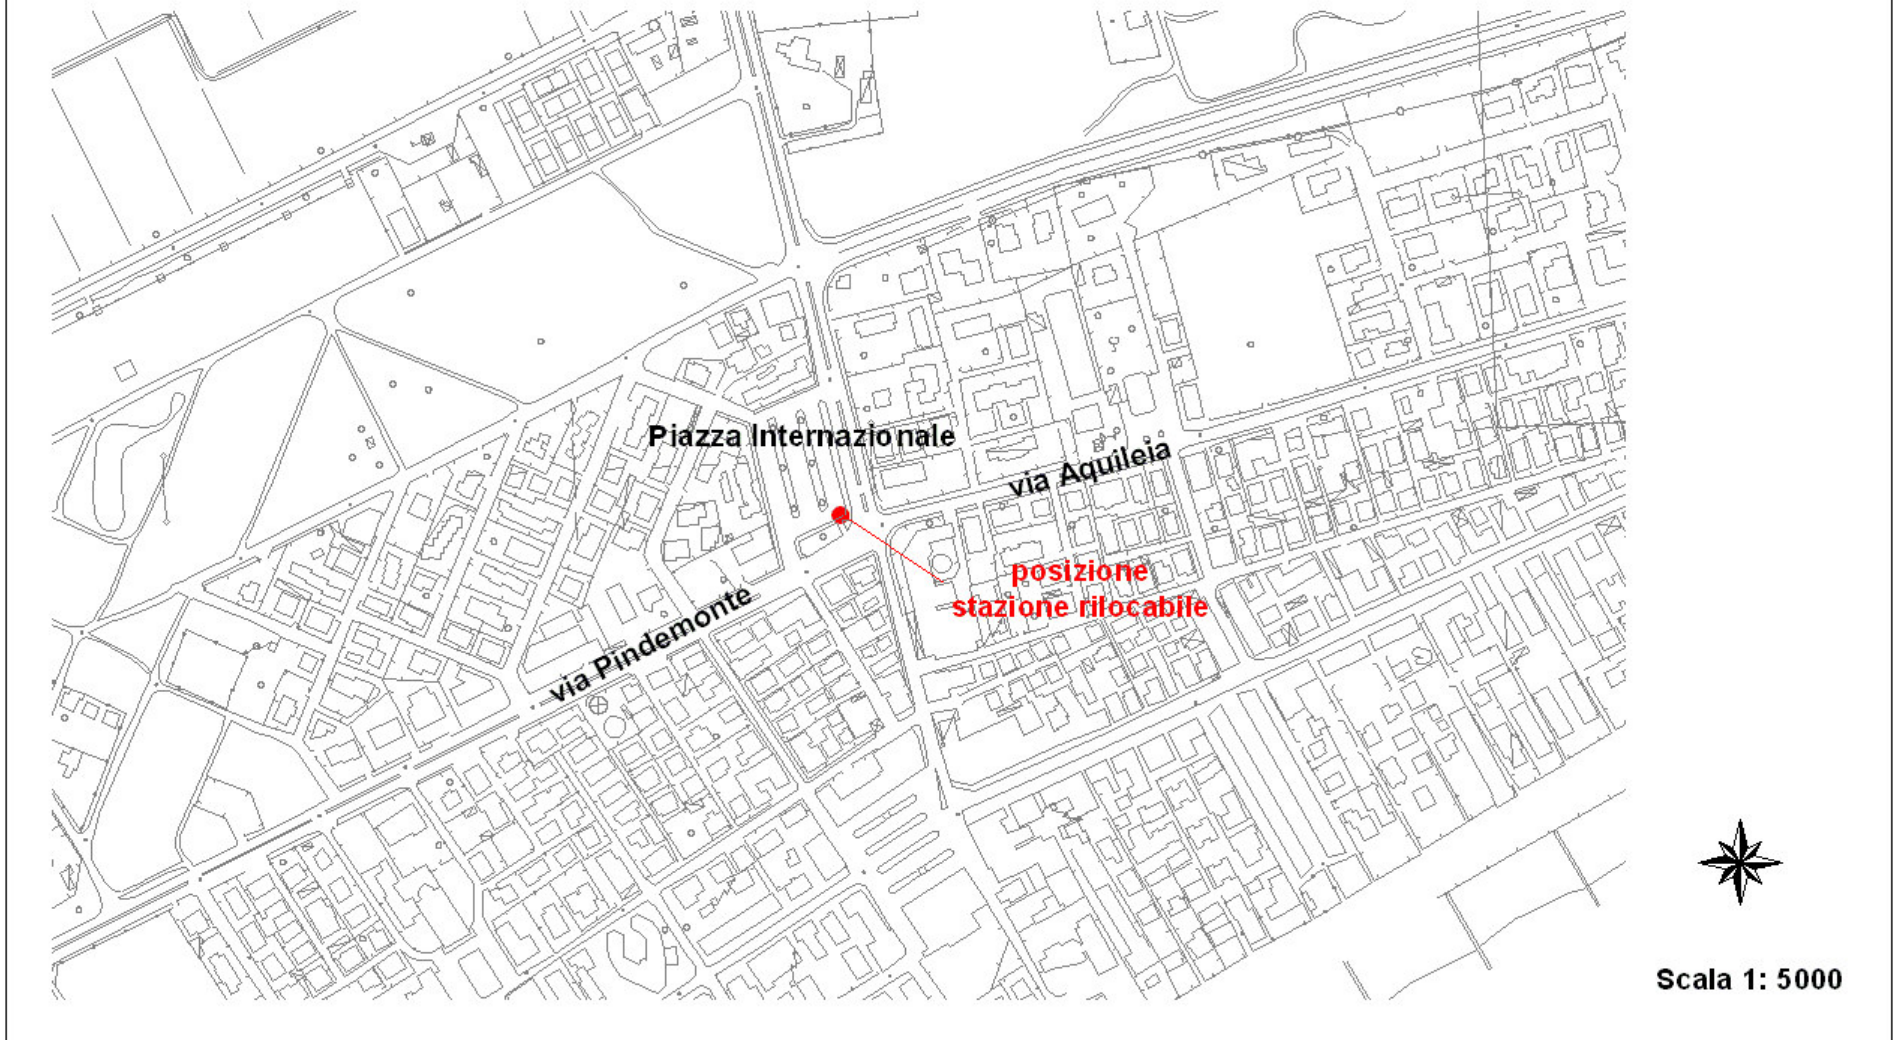 Piazza Internazionale
via Aquileia
posizione
stazione rilocabile
via Pindemonte
Scala 1: 5000